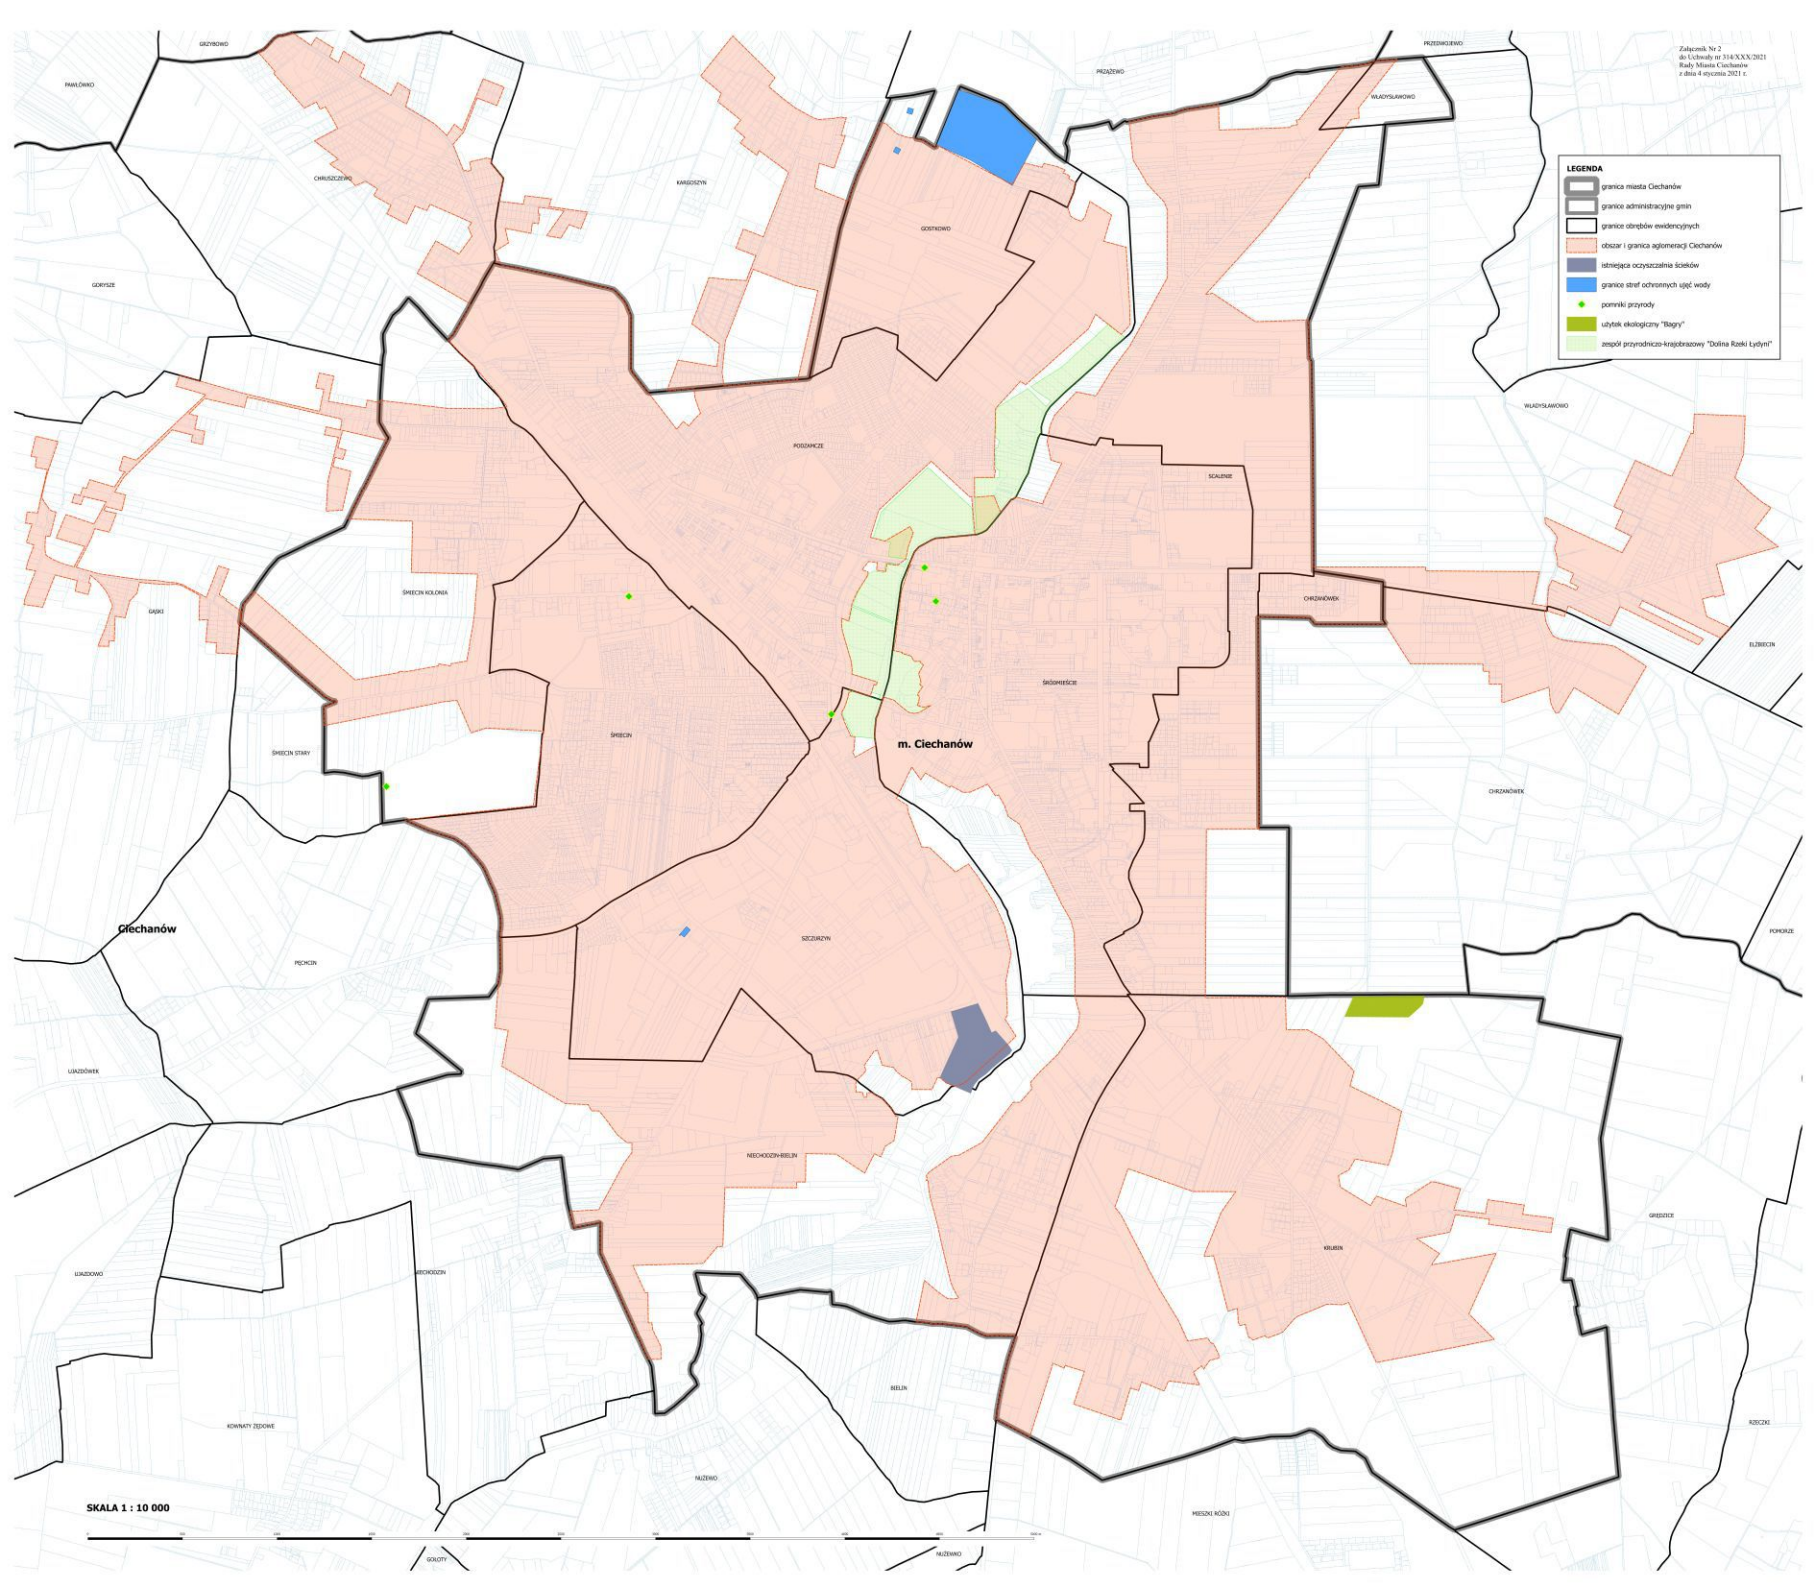 Załącznik Nr 2
do Uchwały nr 314/XXX/2021
Rady Miasta Ciechanów
z dnia 4 stycznia 2021 r.
GRZYBOWO
PRZEDWOJEWO
PRZĄŻEWO
PAWŁÓWKO
WŁADYSŁAWOWO
CHRUSZCZEWO
KARGOSZYN
GOSTKOWO
GORYSZE
LEGENDA
granica miasta Ciechanów
granice administracyjne gmin
granice obrębów ewidencyjnych
obszar i granica aglomeracji Ciechanów
istniejąca oczyszczalnia ścieków
granice stref ochronnych ujęć wody
pomniki przyrody
użytek ekologiczny "Bagry"
zespół przyrodniczo-krajobrazowy "Dolina Rzeki Łydyni"
WŁADYSŁAWOWO
PODZAMCZE
SCALENIE
ŚMIECIN KOLONIA
CHRZANÓWEK
GĄSKI
ELŻBIECIN
ŚRÓDMIEŚCIE
ŚMIECIN
m. Ciechanów
ŚMIECIN STARY
CHRZANÓWEK
Ciechanów
SZCZURZYN
POMORZE
PĘCHCIN
UJAZDÓWEK
NIECHODZIN-BIELIN
GRĘDZICE
KRUBIN
UJAZDOWO
NIECHODZIN
BIELIN
KOWNATY ŻĘDOWE
RZECZKI
NUŻEWO
SKALA 1 : 10 000
MIESZKI RÓŻKI
NUŻEWKO
GOŁOTY